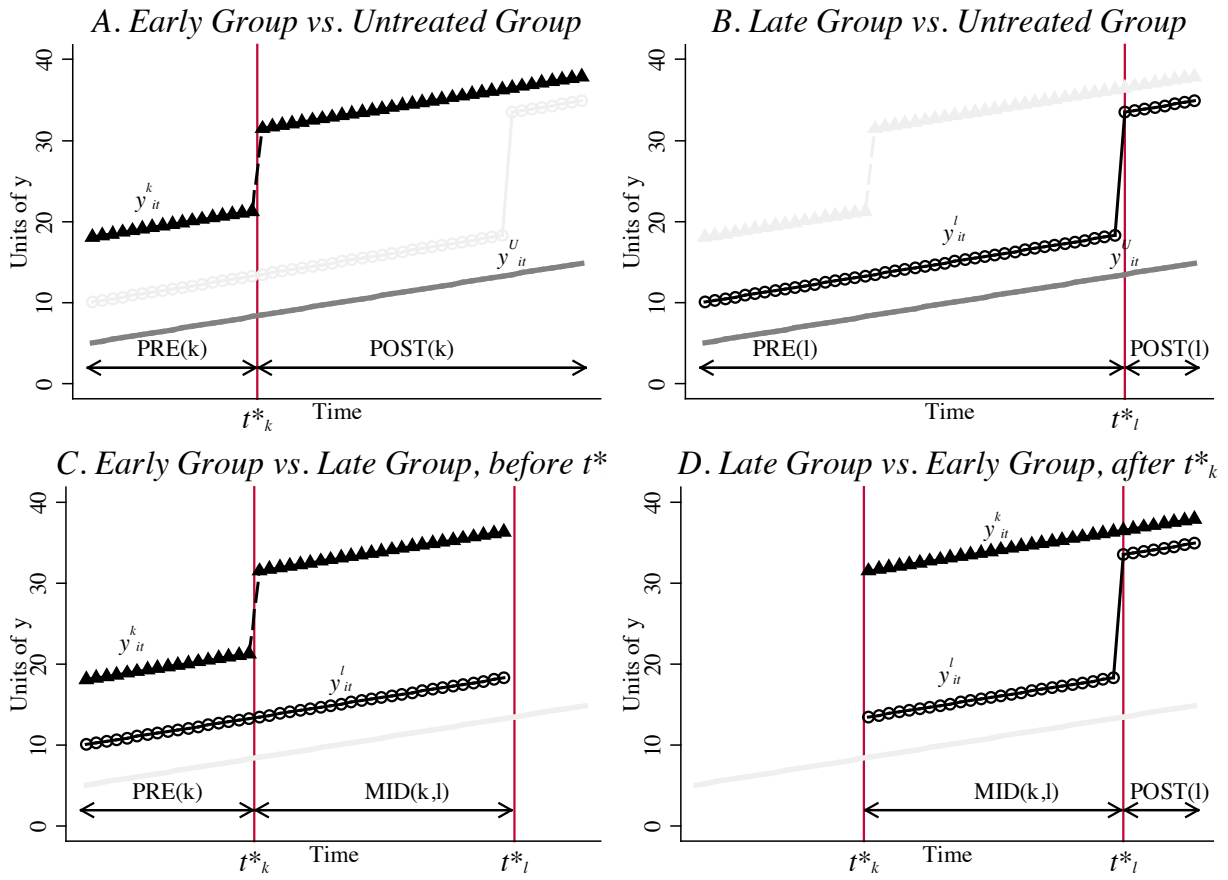 A. Early Group vs. Untreated Group
Units of y
40
30
20
10
0
y^k_it
y^U_it
PRE(k)
POST(k)
t*_k
Time
B. Late Group vs. Untreated Group
Units of y
40
30
20
10
0
y^l_it
y^U_it
PRE(l)
POST(l)
Time
t*_l
C. Early Group vs. Late Group, before t*
Units of y
40
30
20
10
0
y^k_it
y^l_it
PRE(k)
MID(k,l)
t*_k
Time
t*_l
D. Late Group vs. Early Group, after t*_k
Units of y
40
30
20
10
0
y^k_it
y^l_it
MID(k,l)
POST(l)
t*_k
Time
t*_l